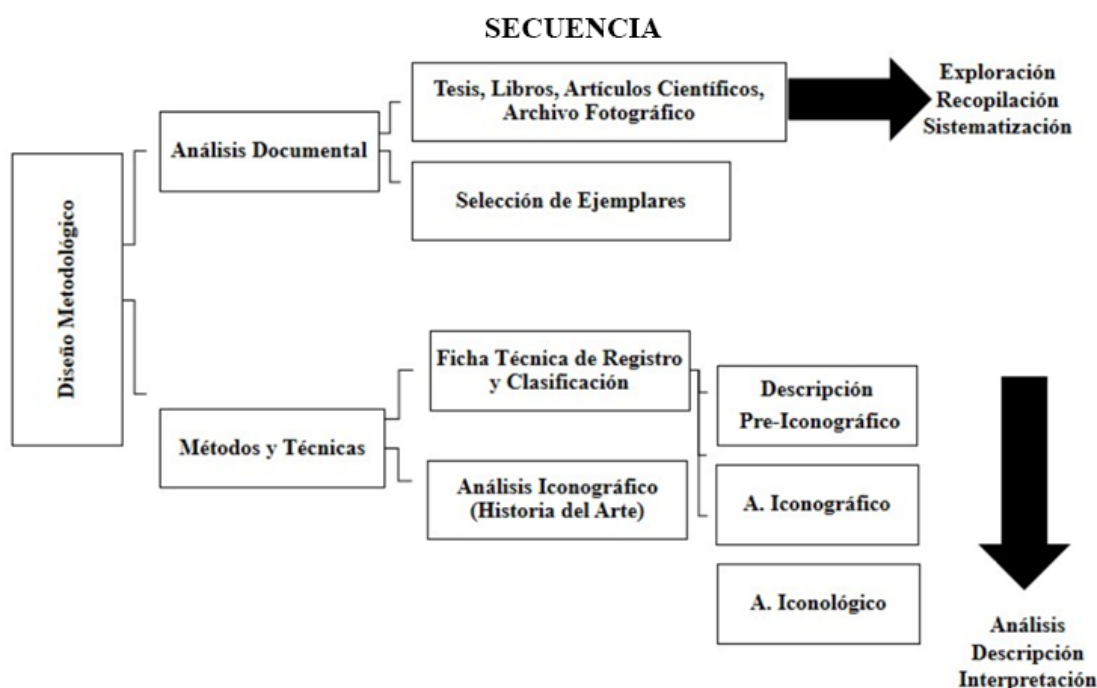 SECUENCIA
Tesis, Libros, Artículos Científicos,
Archivo Fotográfico
Exploración
Recopilación
Sistematización
Análisis Documental
Selección de Ejemplares
Diseño Metodológico
Ficha Técnica de Registro
y Clasificación
Descripción
Pre-Iconográfico
Métodos y Técnicas
Análisis Iconográfico
(Historia del Arte)
A. Iconográfico
A. Iconológico
Análisis
Descripción
Interpretación